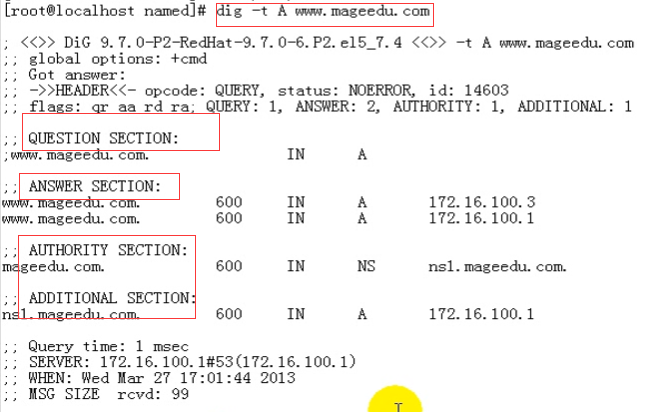 [root@localhost named]# dig -t A www.mageedu.com
; <<>> DiG 9.7.0-P2-RedHat-9.7.0-6.P2.el5_7.4 <<>> -t A www.mageedu.com
;; global options: +cmd
;; Got answer:
;; ->>HEADER<<- opcode: QUERY, status: NOERROR, id: 14603
;; flags: qr aa rd ra; QUERY: 1, ANSWER: 2, AUTHORITY: 1, ADDITIONAL: 1
;; QUESTION SECTION:
;www.mageedu.com. IN A
;; ANSWER SECTION:
www.mageedu.com. 600 IN A 172.16.100.3
www.mageedu.com. 600 IN A 172.16.100.1
;; AUTHORITY SECTION:
mageedu.com. 600 IN NS ns1.mageedu.com.
;; ADDITIONAL SECTION:
ns1.mageedu.com. 600 IN A 172.16.100.1
;; Query time: 1 msec
;; SERVER: 172.16.100.1#53(172.16.100.1)
;; WHEN: Wed Mar 27 17:01:44 2013
;; MSG SIZE rcvd: 99